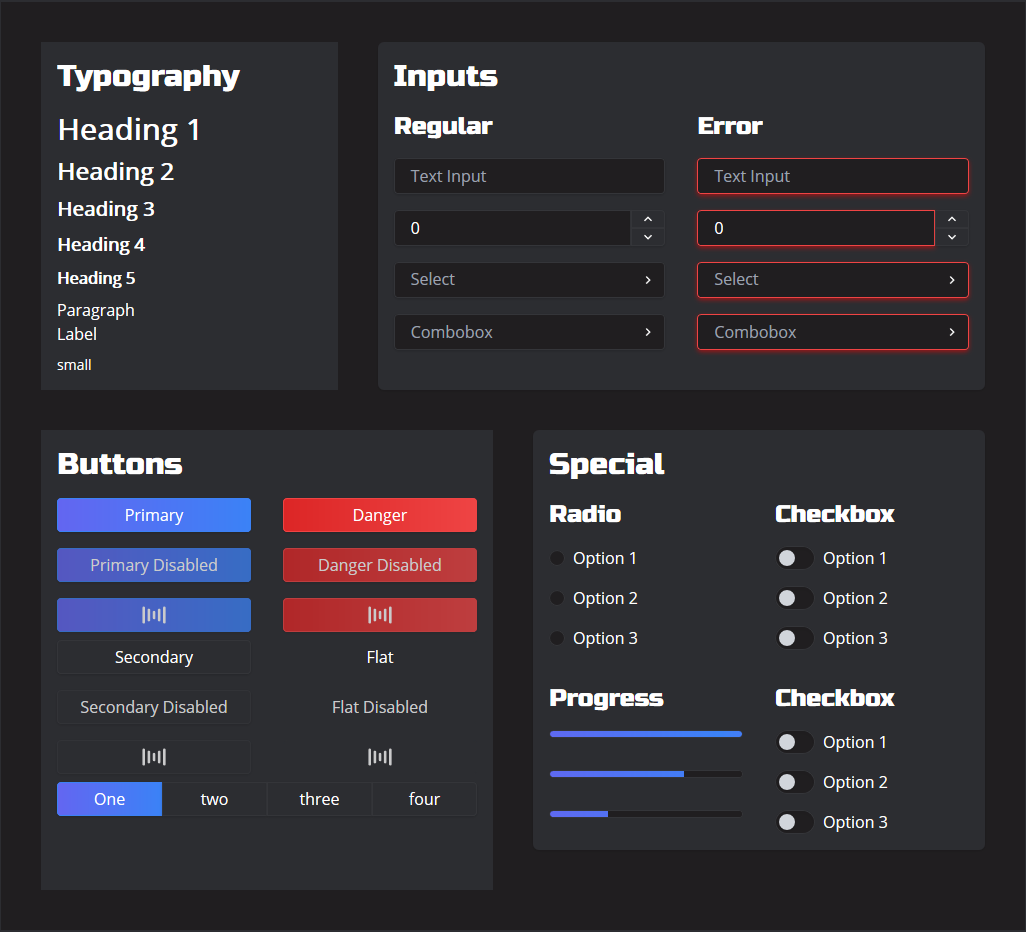 Typography
Heading 1
Heading 2
Heading 3
Heading 4
Heading 5
Paragraph
Label
small
Inputs
Regular
Text Input
0
Select
Combobox
Error
Text Input
0
Select
Combobox
Buttons
Primary
Danger
Primary Disabled
Danger Disabled
Secondary
Flat
Secondary Disabled
Flat Disabled
One two three four
Special
Radio
Option 1
Option 2
Option 3
Checkbox
Option 1
Option 2
Option 3
Progress
Checkbox
Option 1
Option 2
Option 3